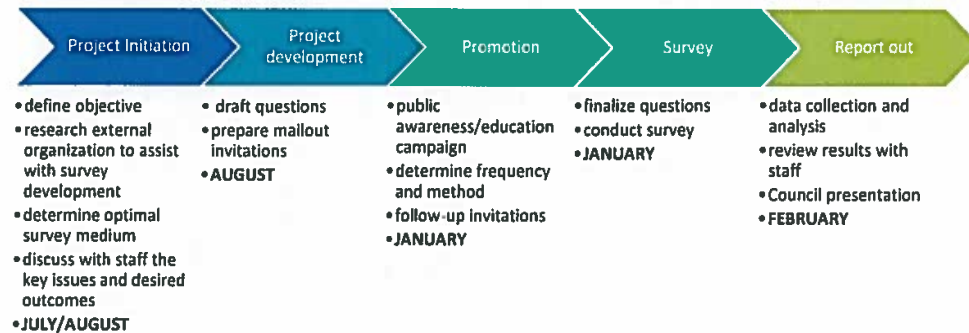 Project Initiation
• define objective
• research external
organization to assist
with survey
development
• determine optimal
survey medium
• discuss with staff the
key issues and desired
outcomes
• JULY/AUGUST
Project
development
• draft questions
• prepare mailout
invitations
• AUGUST
Promotion
• public
awareness/education
campaign
• determine frequency
and method
• follow-up invitations
• JANUARY
Survey
• finalize questions
• conduct survey
• JANUARY
Report out
• data collection and
analysis
• review results with
staff
• Council presentation
• FEBRUARY